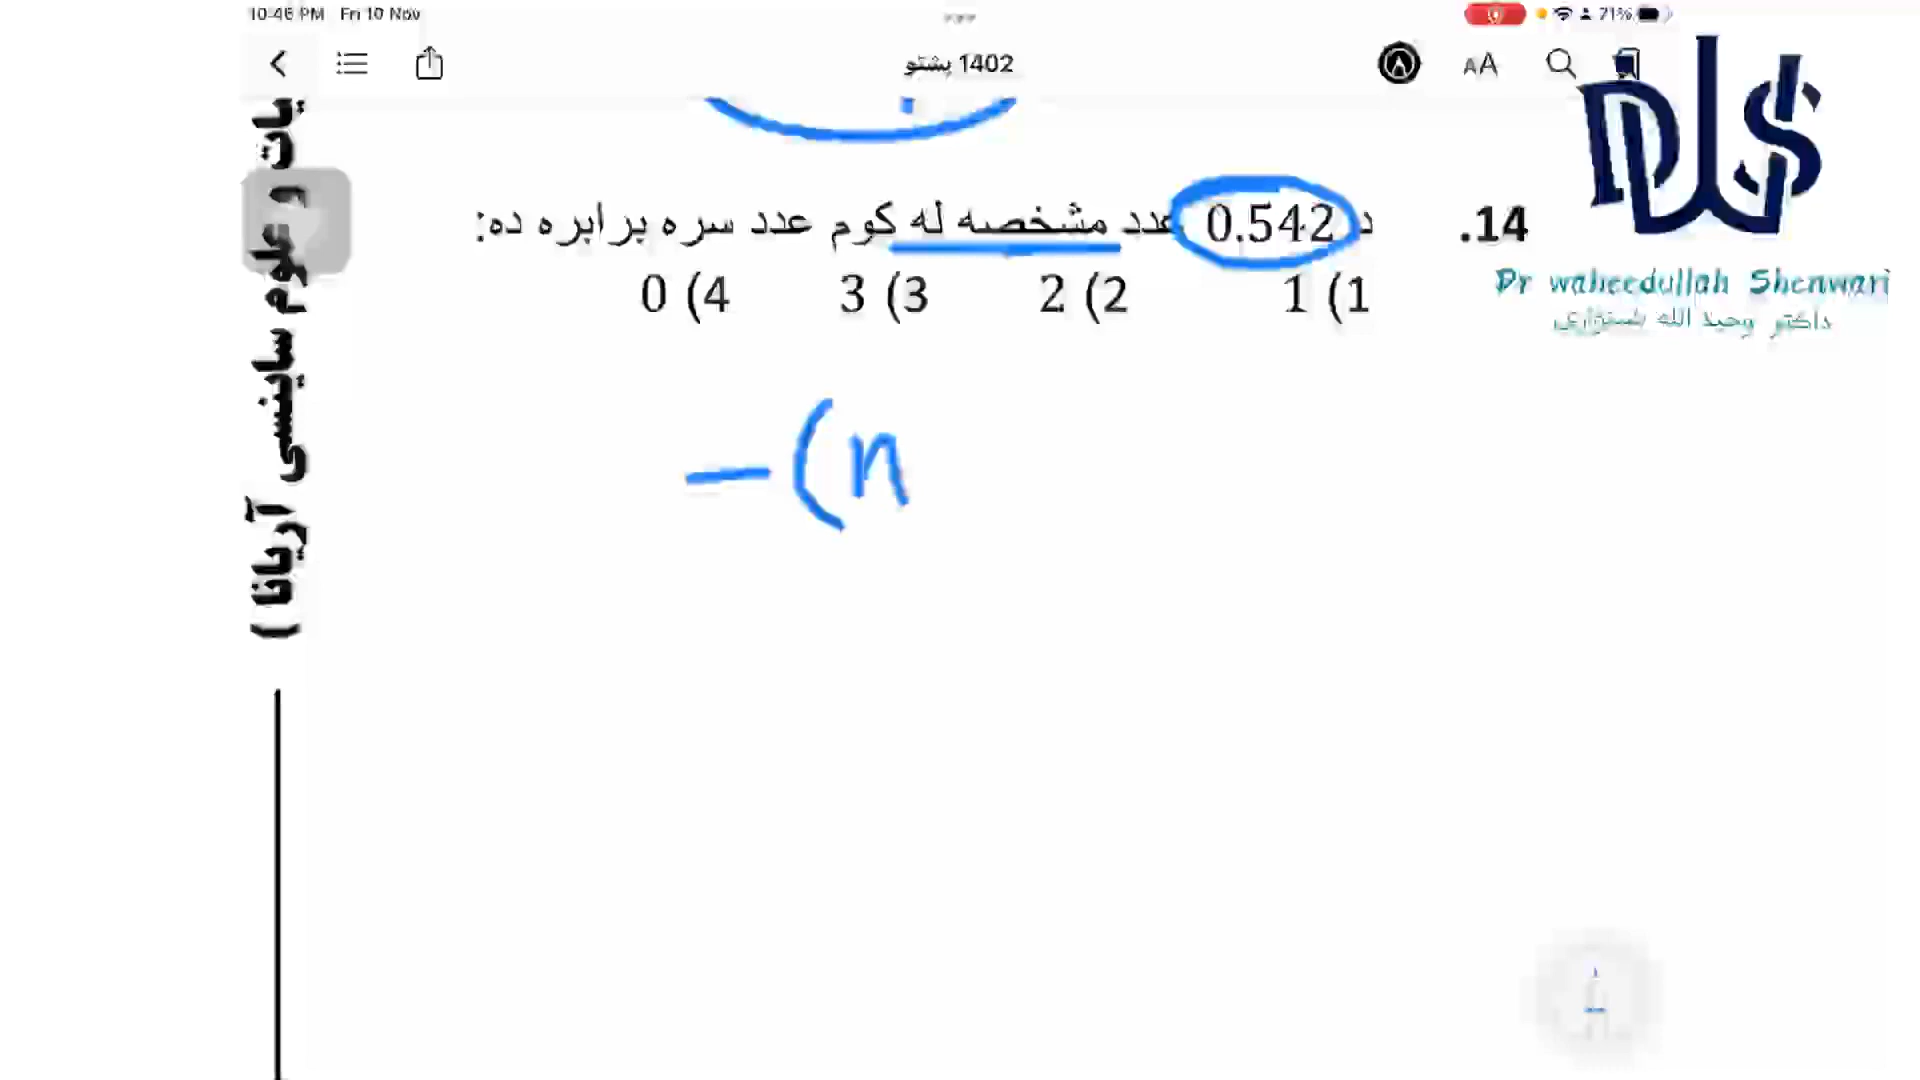 10:46 PM Fri 10 Nov
71%
1402 پشتو
AA
14. د 0.542 عدد مشخصه له کوم عدد سره برابره ده:
1) 1 2) 2 3) 3 4) 0
−(n
Dr waheedullah Shenwari
داکتر وحید الله شینواری
یات و علوم ساینسی آریانا )